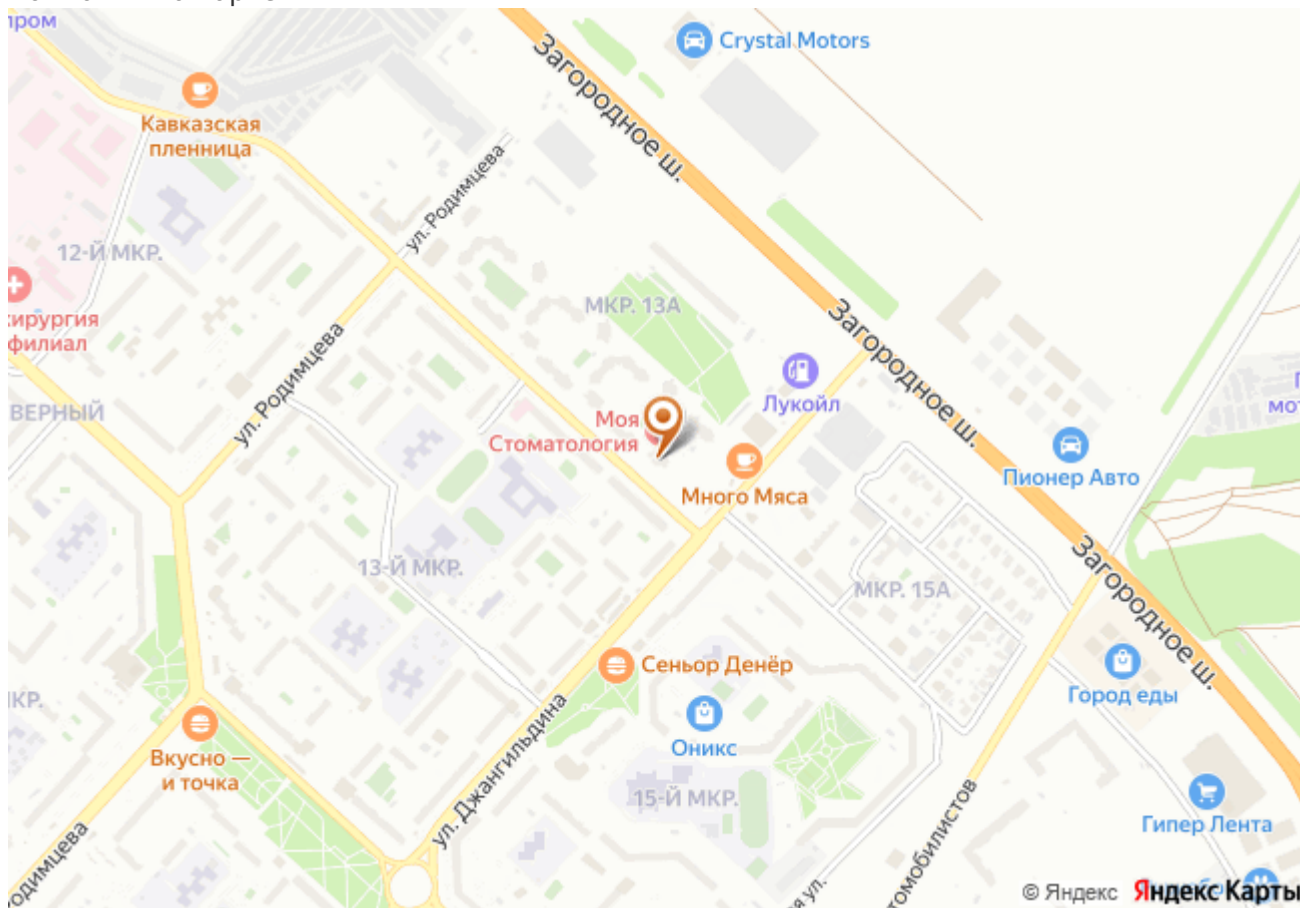 пром
Crystal Motors
Загородное ш.
Кавказская
пленница
ул. Родимцева
12-Й МКР.
МКР. 13А
хирургия
филиал
Загородное ш.
Лукойл
ул. Родимцева
ВЕРНЫЙ
Моя
Стоматология
Много Мяса
Пионер Авто
13-Й МКР.
МКР. 15А
Загородное ш.
Сеньор Денёр
Город еды
Оникс
Вкусно —
и точка
ул. Джангильдина
15-Й МКР.
Гипер Лента
© Яндекс Яндекс Карты